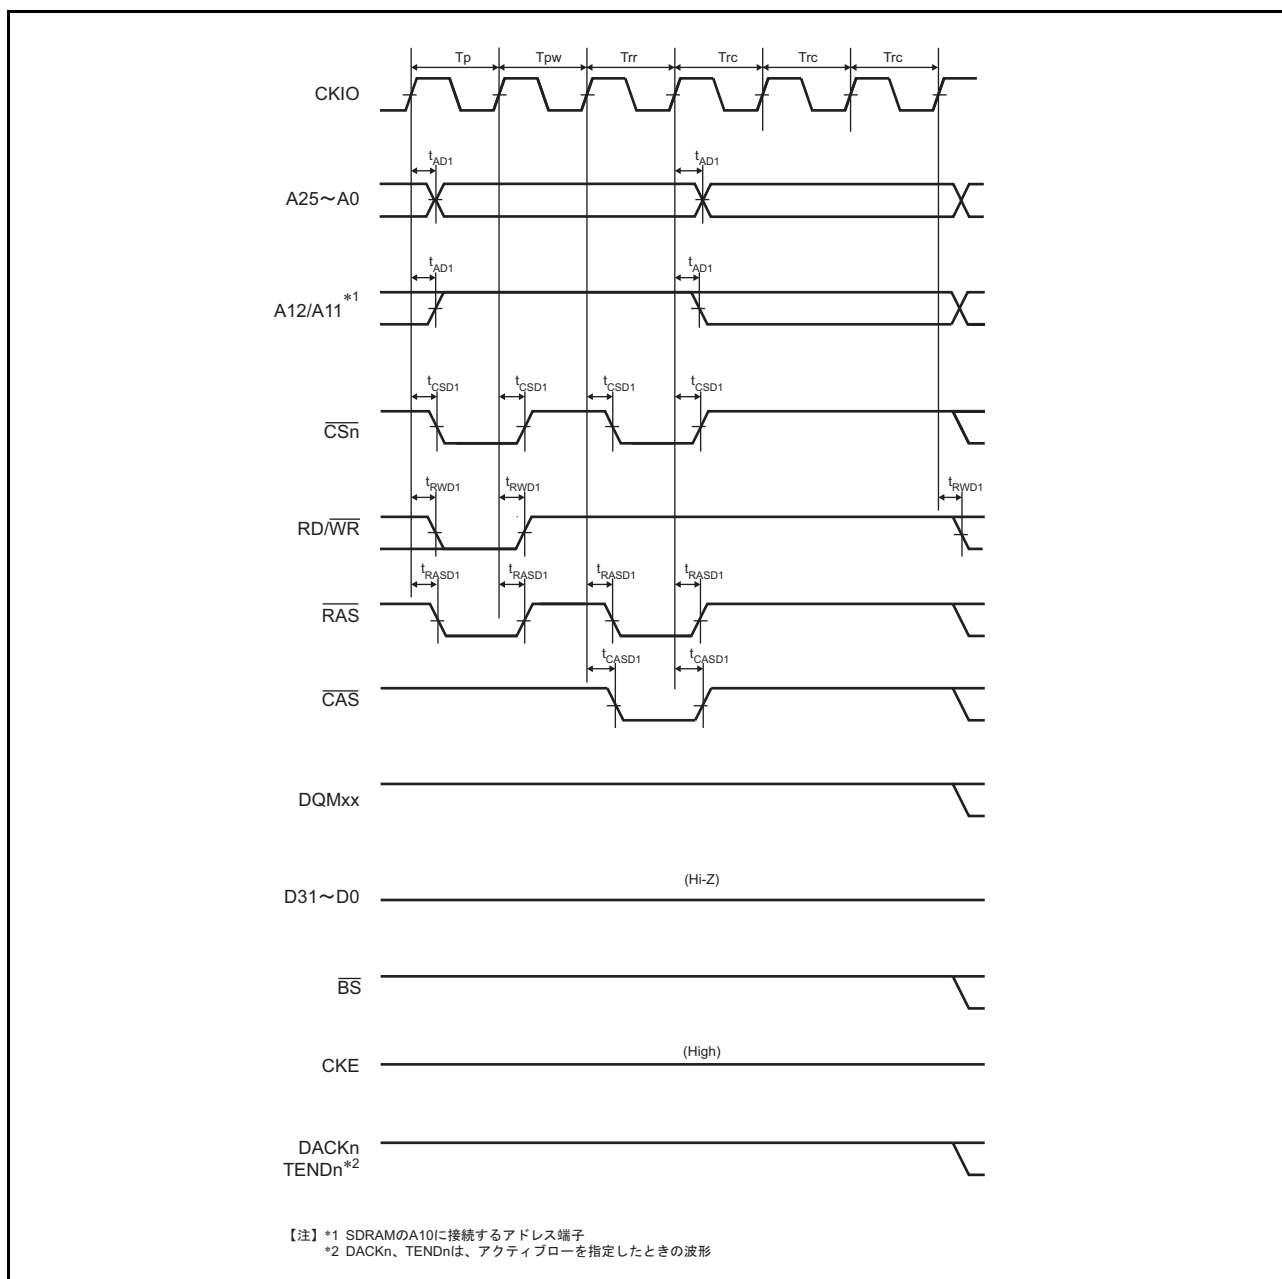 Tp Tpw Trr Trc Trc Trc
CKIO
tAD1 tAD1
A25～A0
tAD1 tAD1
A12/A11*1
tCSD1 tCSD1 tCSD1 tCSD1
CSn
tRWD1 tRWD1 tRWD1
RD/WR
tRASD1 tRASD1 tRASD1 tRASD1
RAS
tCASD1 tCASD1
CAS
DQMxx
(Hi-Z)
D31～D0
BS
(High)
CKE
DACKn
TENDn*2
【注】*1 SDRAMのA10に接続するアドレス端子
*2 DACKn、TENDnは、アクティブローを指定したときの波形